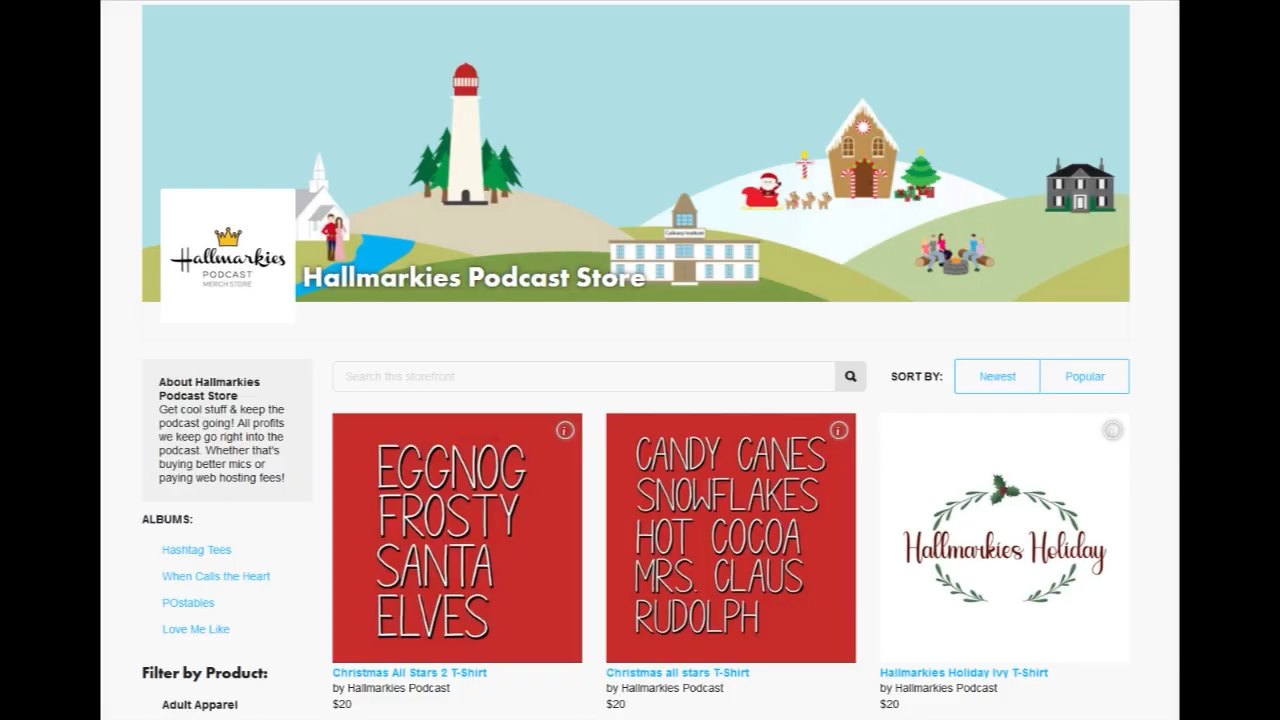 Culinary Institute
Hallmarkies
PODCAST
MERCH STORE
Hallmarkies Podcast Store
About Hallmarkies
Podcast Store
Get cool stuff & keep the
podcast going! All profits
we keep go right into the
podcast. Whether that's
buying better mics or
paying web hosting fees!
ALBUMS:
Hashtag Tees
When Calls the Heart
POstables
Love Me Like
Filter by Product:
Adult Apparel
Search this storefront
SORT BY:
Newest
Popular
EGGNOG
FROSTY
SANTA
ELVES
Christmas All Stars 2 T-Shirt
by Hallmarkies Podcast
$20
CANDY CANES
SNOWFLAKES
HOT COCOA
MRS. CLAUS
RUDOLPH
Christmas all stars T-Shirt
by Hallmarkies Podcast
$20
Hallmarkies Holiday
Hallmarkies Holiday Ivy T-Shirt
by Hallmarkies Podcast
$20